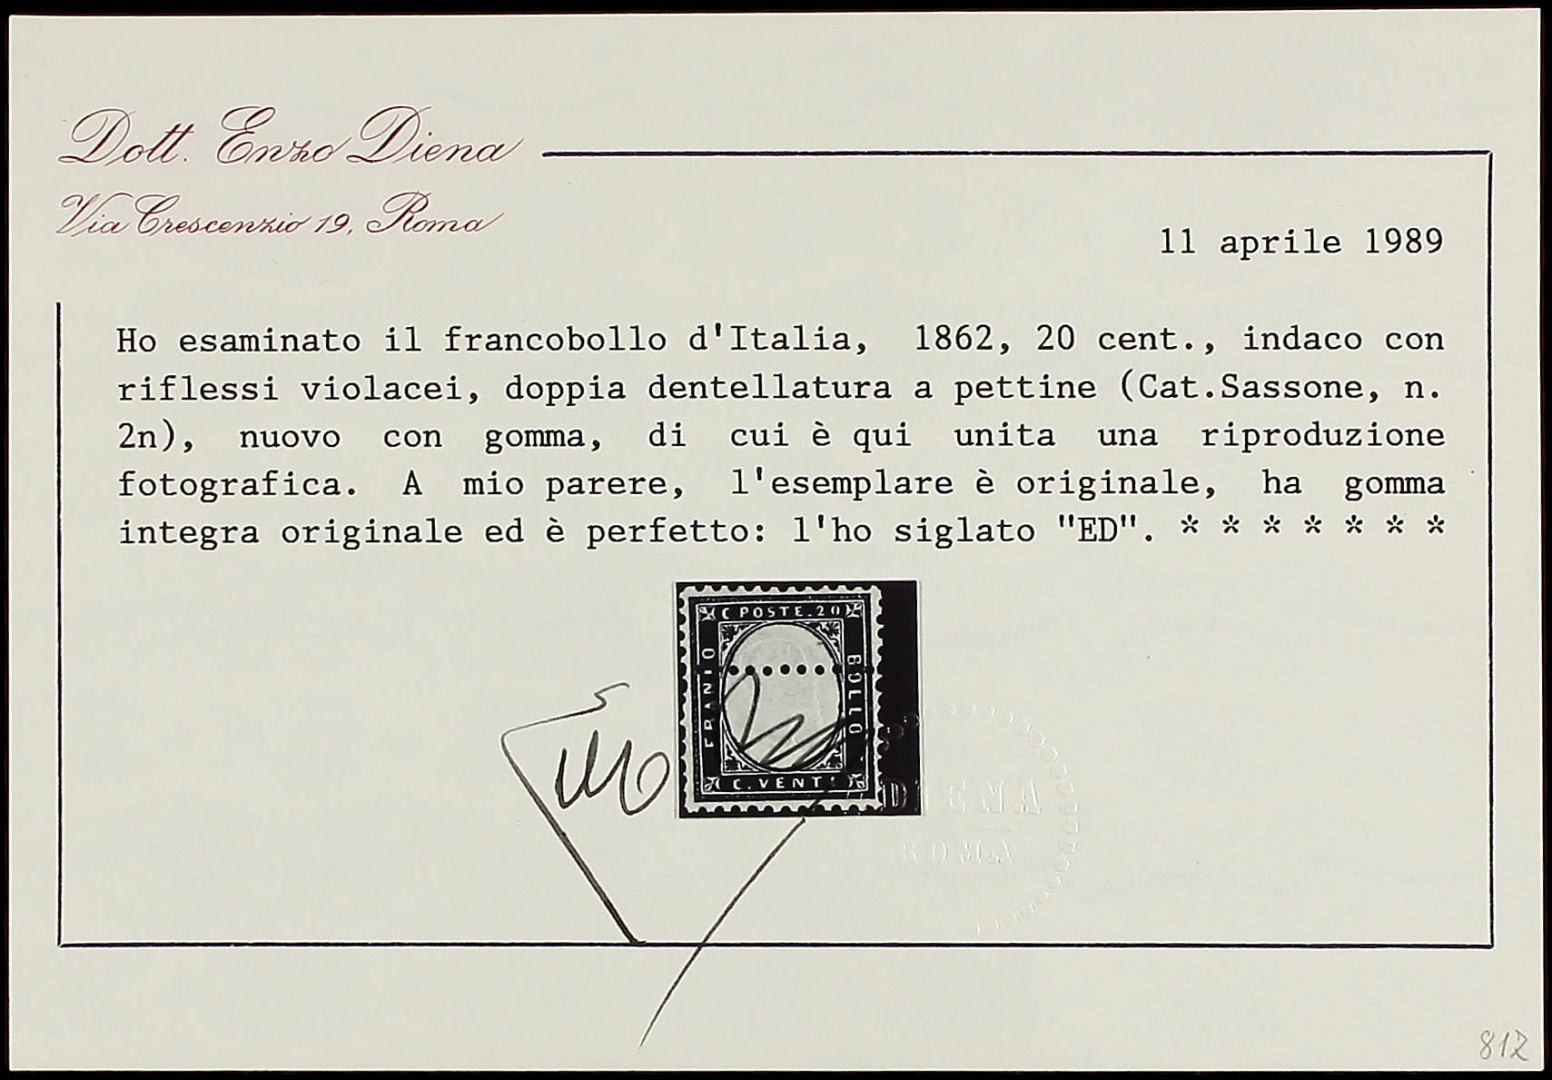 Dott. Enzo Diena
Via Crescenzio 19, Roma
11 aprile 1989
Ho esaminato il francobollo d'Italia, 1862, 20 cent., indaco con
riflessi violacei, doppia dentellatura a pettine (Cat.Sassone, n.
2n), nuovo con gomma, di cui è qui unita una riproduzione
fotografica. A mio parere, l'esemplare è originale, ha gomma
integra originale ed è perfetto: l'ho siglato "ED". * * * * * * *
C POSTE.20
FRANCO
BOLLO
C. VENTI
DIENA
ROMA
812